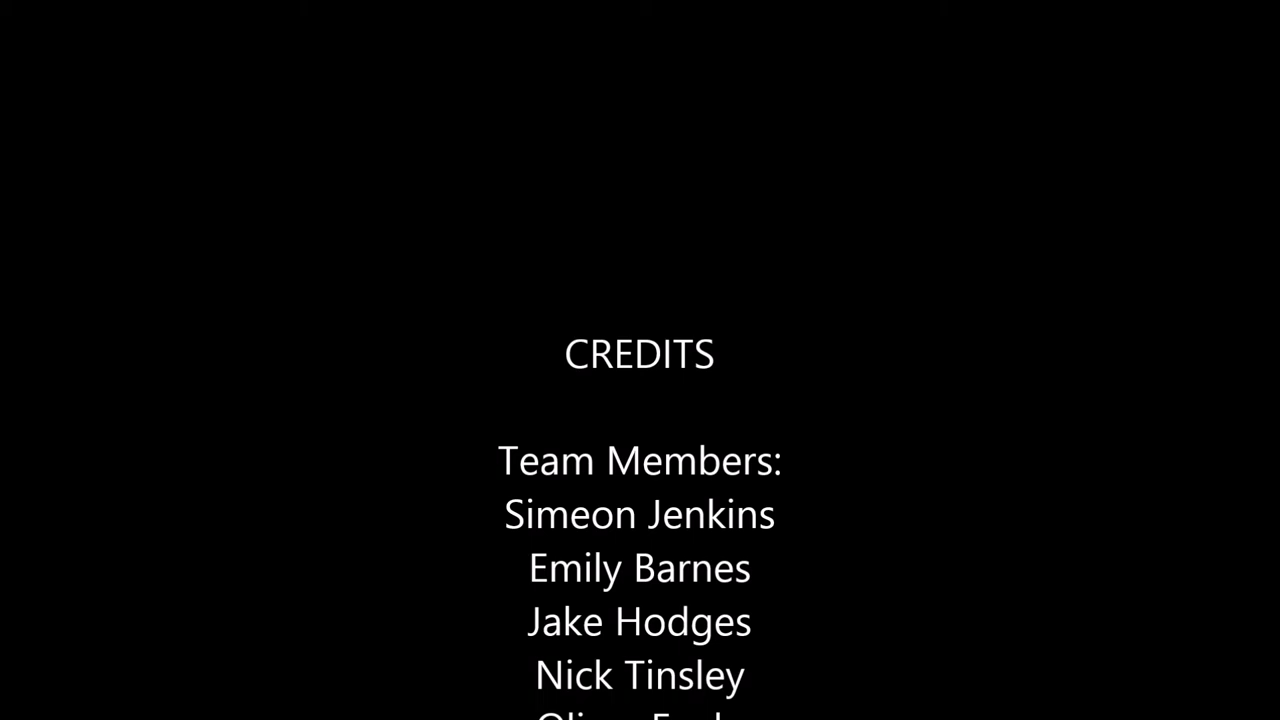 CREDITS
Team Members:
Simeon Jenkins
Emily Barnes
Jake Hodges
Nick Tinsley